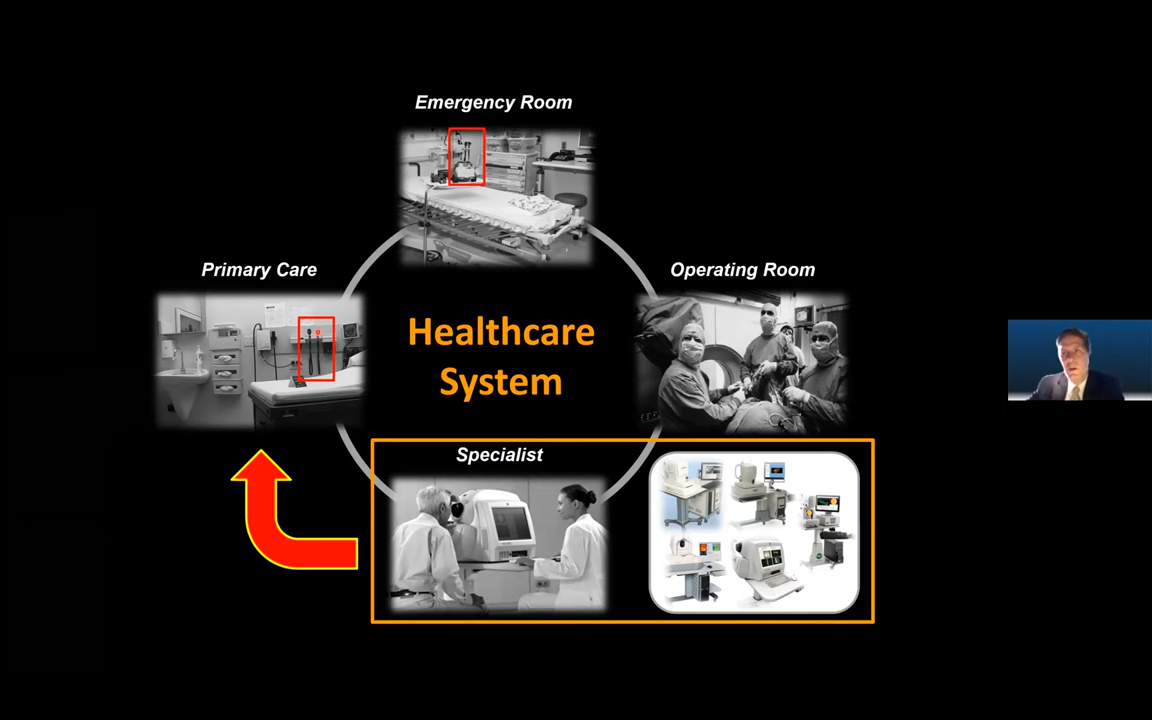 Emergency Room
Primary Care
Operating Room
Healthcare
System
Specialist